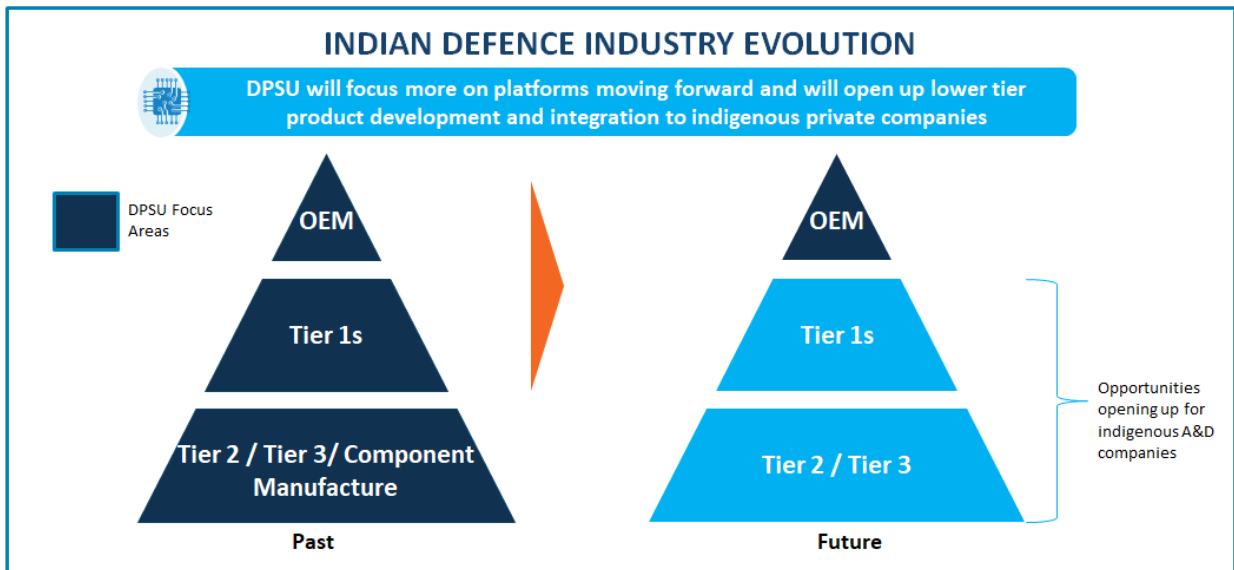 INDIAN DEFENCE INDUSTRY EVOLUTION
DPSU will focus more on platforms moving forward and will open up lower tier
product development and integration to indigenous private companies
DPSU Focus
Areas
OEM
Tier 1s
Tier 2 / Tier 3/ Component
Manufacture
Past
OEM
Tier 1s
Tier 2 / Tier 3
Future
Opportunities
opening up for
indigenous A&D
companies